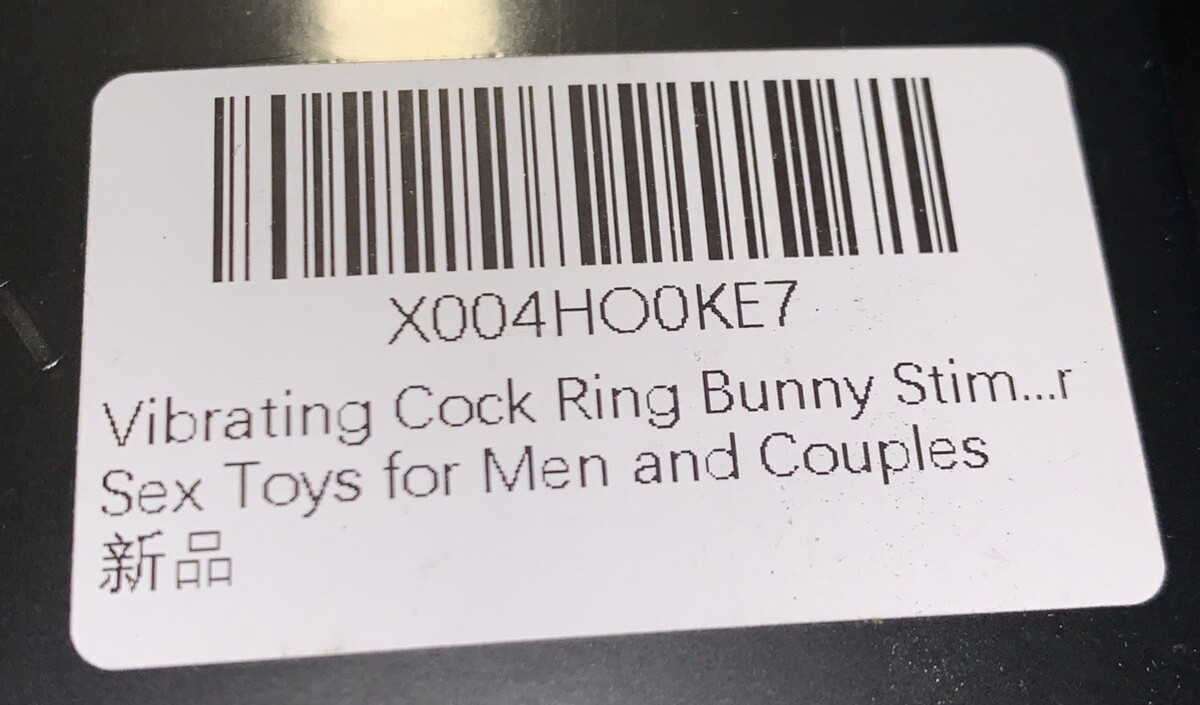 X004HO0KE7
Vibrating Cock Ring Bunny Stim...r
Sex Toys for Men and Couples
新品